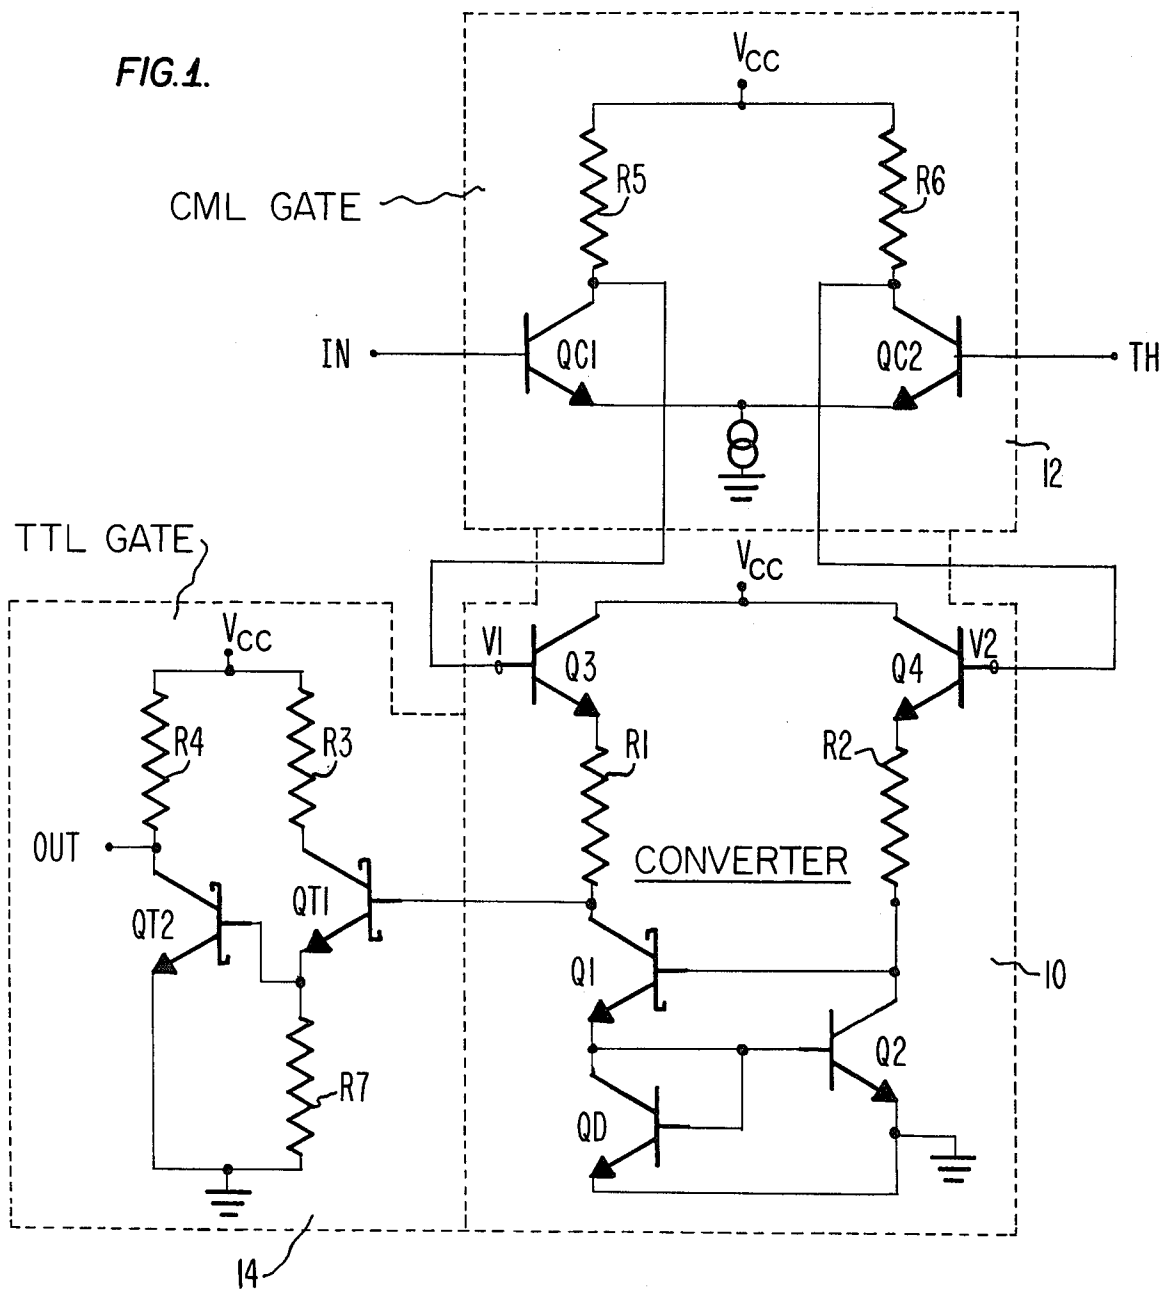 FIG.1.
VCC
R5
R6
CML GATE
IN
QC1
QC2
TH
12
TTL GATE
VCC
VCC
V1
Q3
Q4
V2
R4
R3
R1
R2
OUT
CONVERTER
QT2
QT1
Q1
10
Q2
R7
QD
14